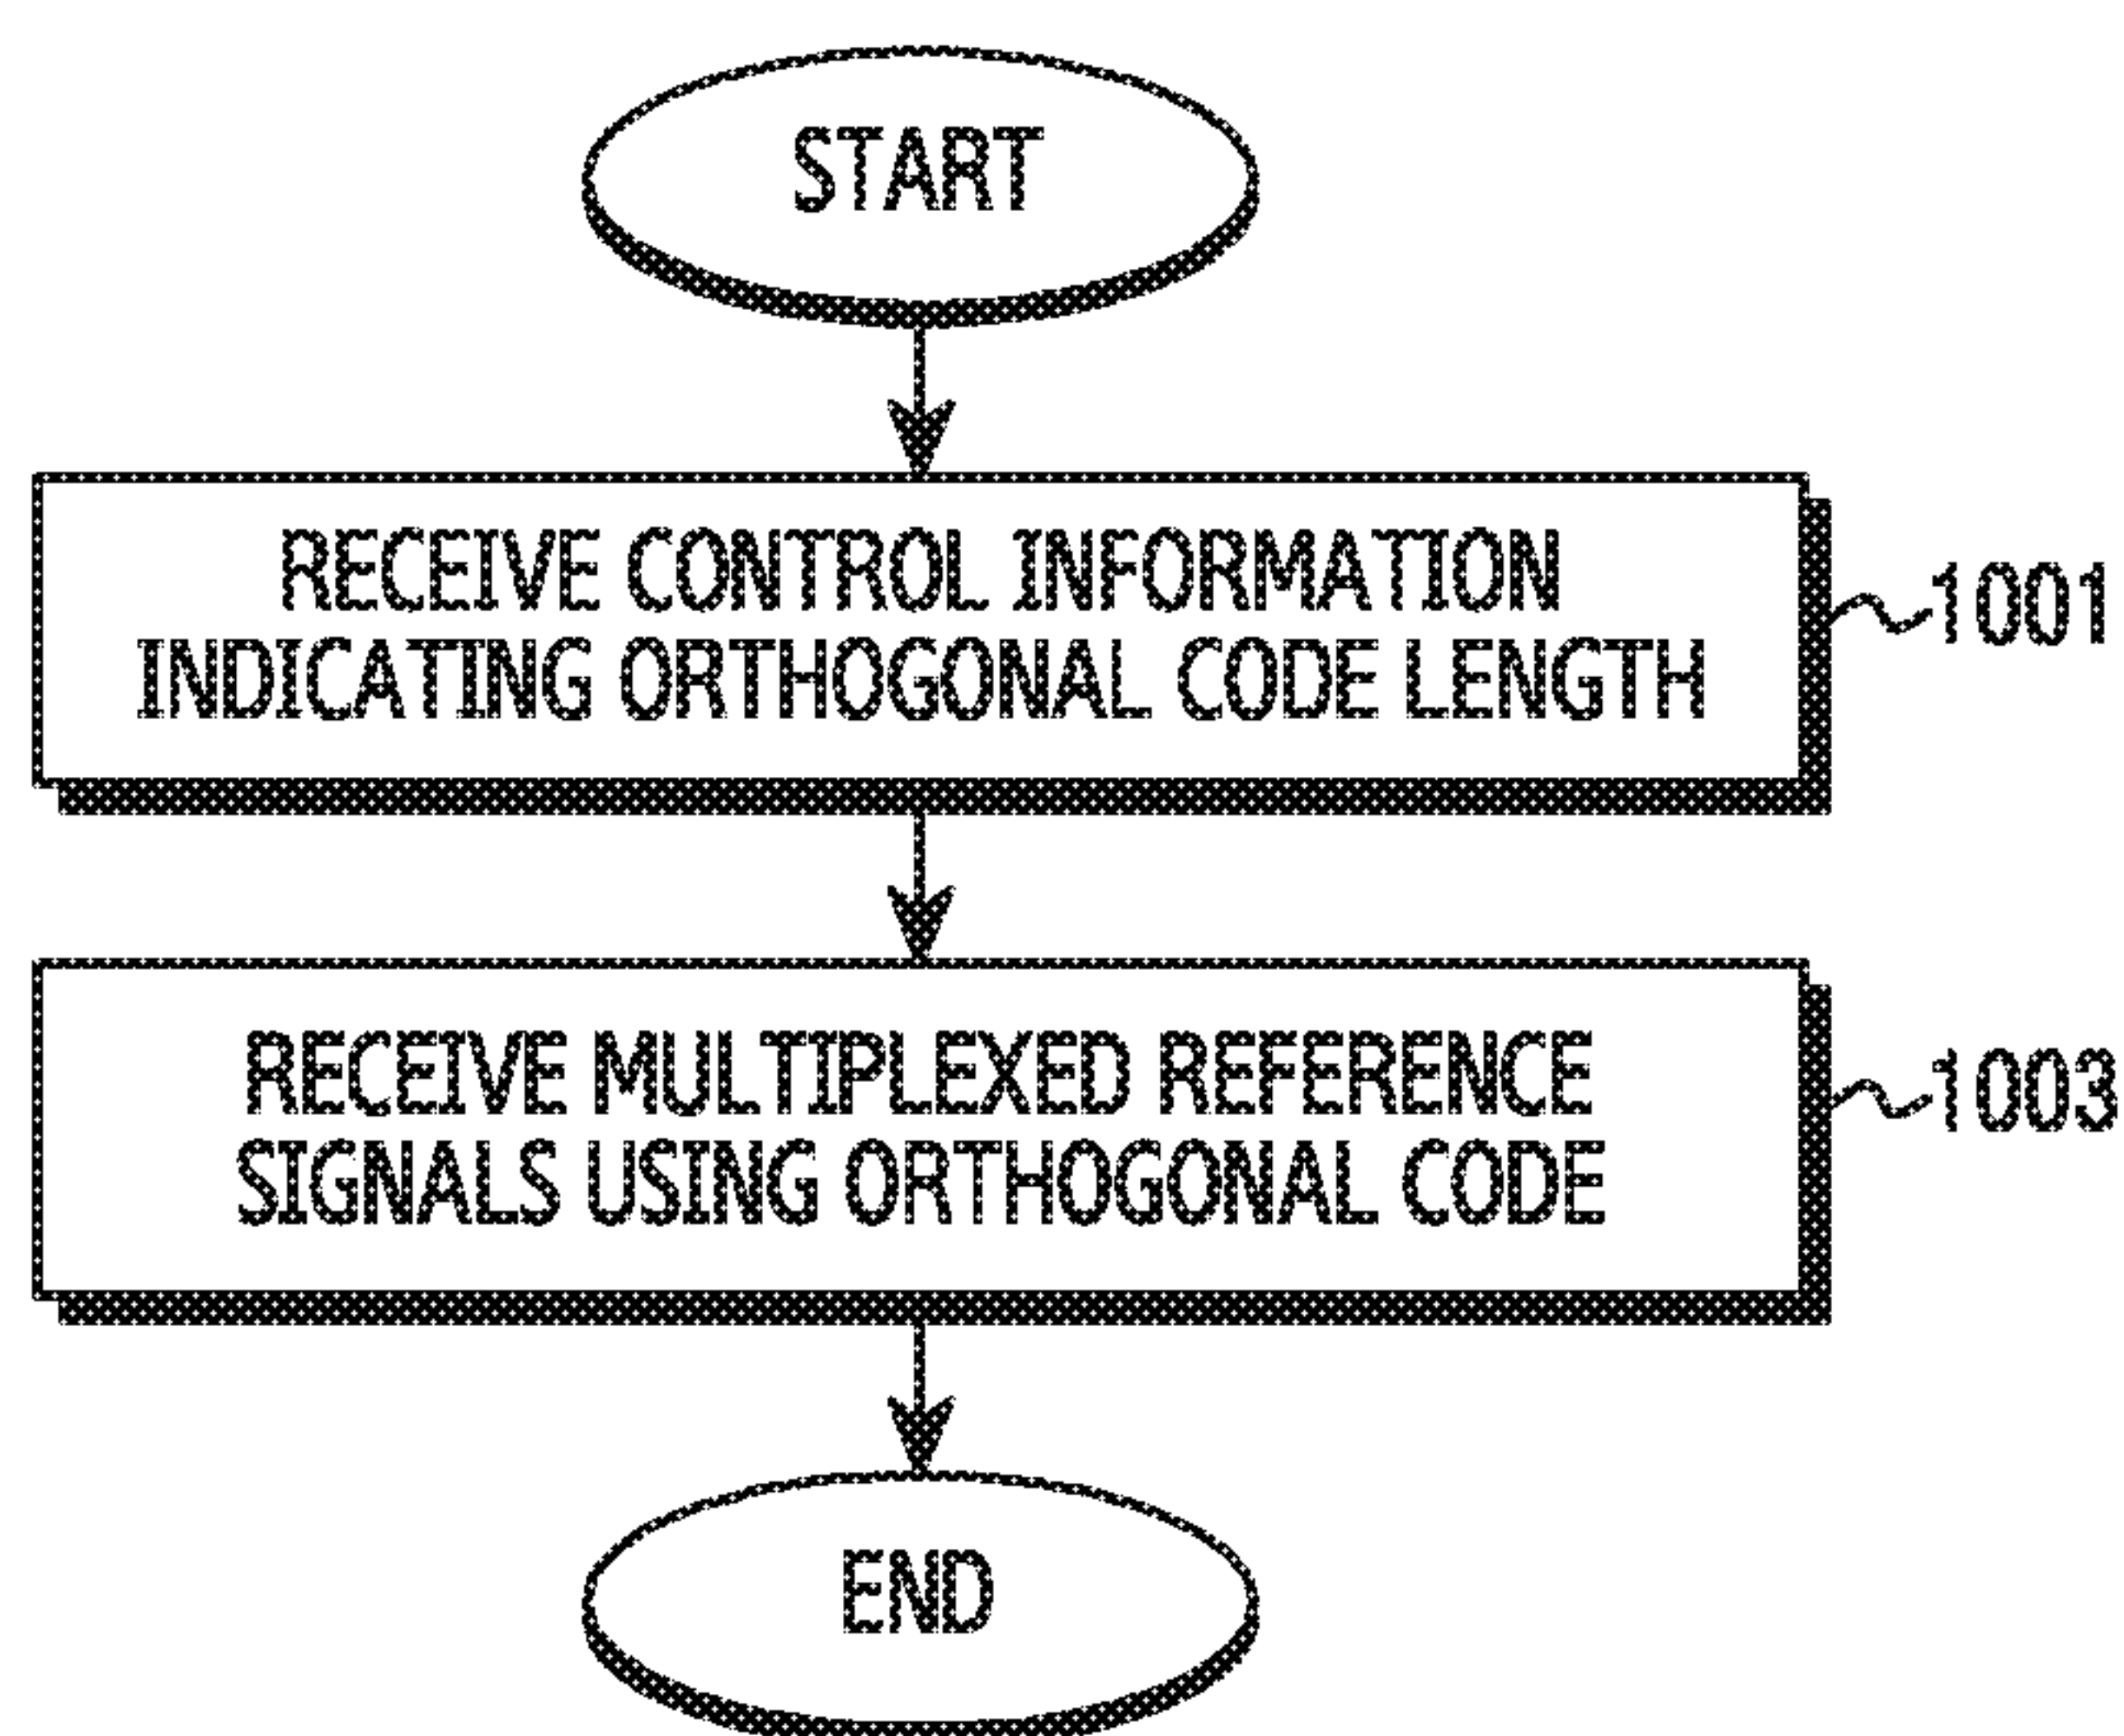 START
RECEIVE CONTROL INFORMATION
INDICATING ORTHOGONAL CODE LENGTH
1001
RECEIVE MULTIPLEXED REFERENCE
SIGNALS USING ORTHOGONAL CODE
1003
END